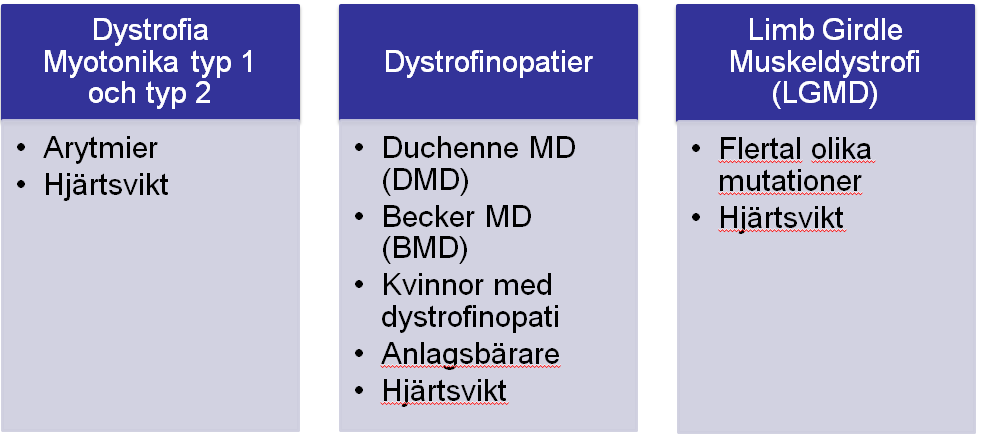 Dystrofia
Myotonika typ 1
och typ 2
• Arytmier
• Hjärtsvikt
Dystrofinopatier
• Duchenne MD
(DMD)
• Becker MD
(BMD)
• Kvinnor med
dystrofinopati
• Anlagsbärare
• Hjärtsvikt
Limb Girdle
Muskeldystrofi
(LGMD)
• Flertal olika
mutationer
• Hjärtsvikt